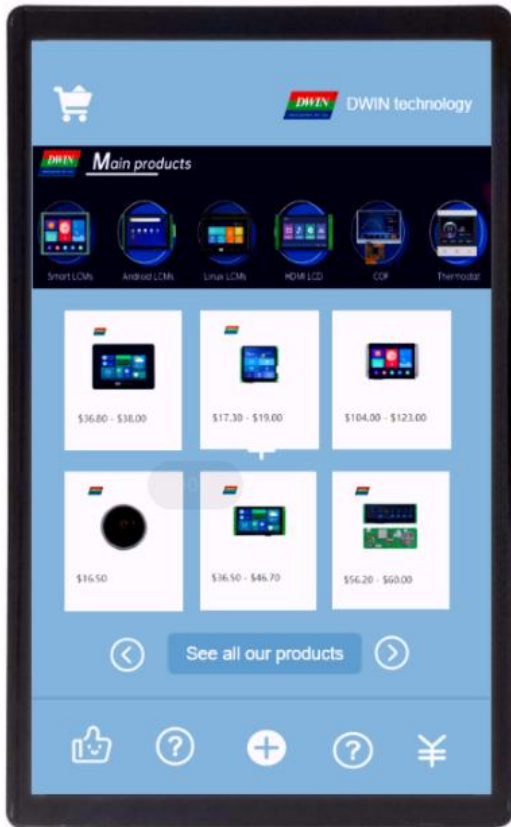 DWIN DWIN technology
DWIN Main products
Smart LCMs Android LCMs Linux LCMs HDMI LCD COF Thermostat
$36.80 - $38.00 $17.30 - $19.00 $104.00 - $123.00
$16.50 $36.50 - $46.70 $56.20 - $60.00
See all our products
? + ? ¥